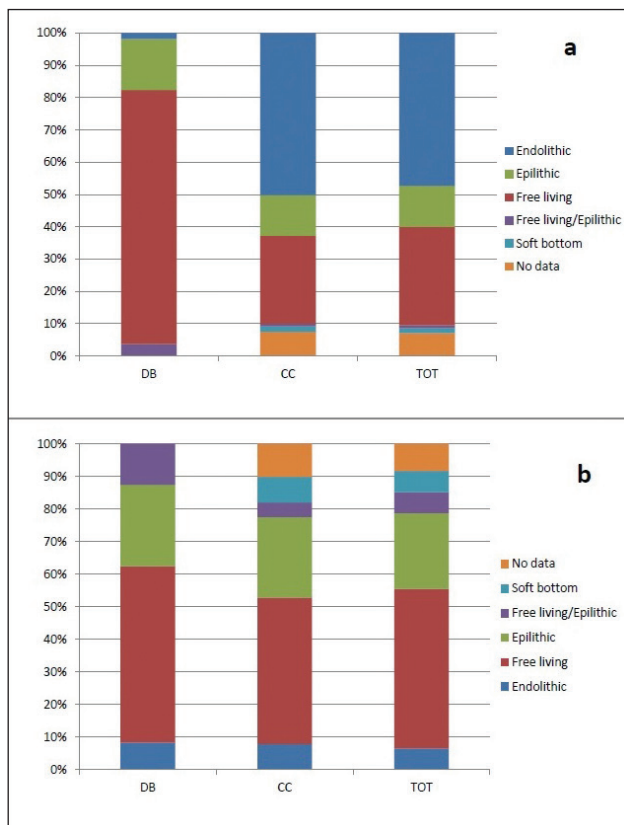 100%
90%
80%
70%
60%
50%
40%
30%
20%
10%
0%
DB CC TOT
a
Endolithic
Epilithic
Free living
Free living/Epilithic
Soft bottom
No data
100%
90%
80%
70%
60%
50%
40%
30%
20%
10%
0%
DB CC TOT
b
No data
Soft bottom
Free living/Epilithic
Epilithic
Free living
Endolithic